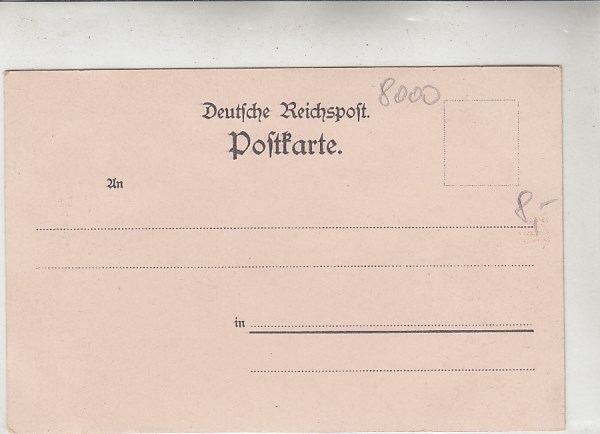 8000
Deutsche Reichspost.
Postkarte.
An
8,-
in